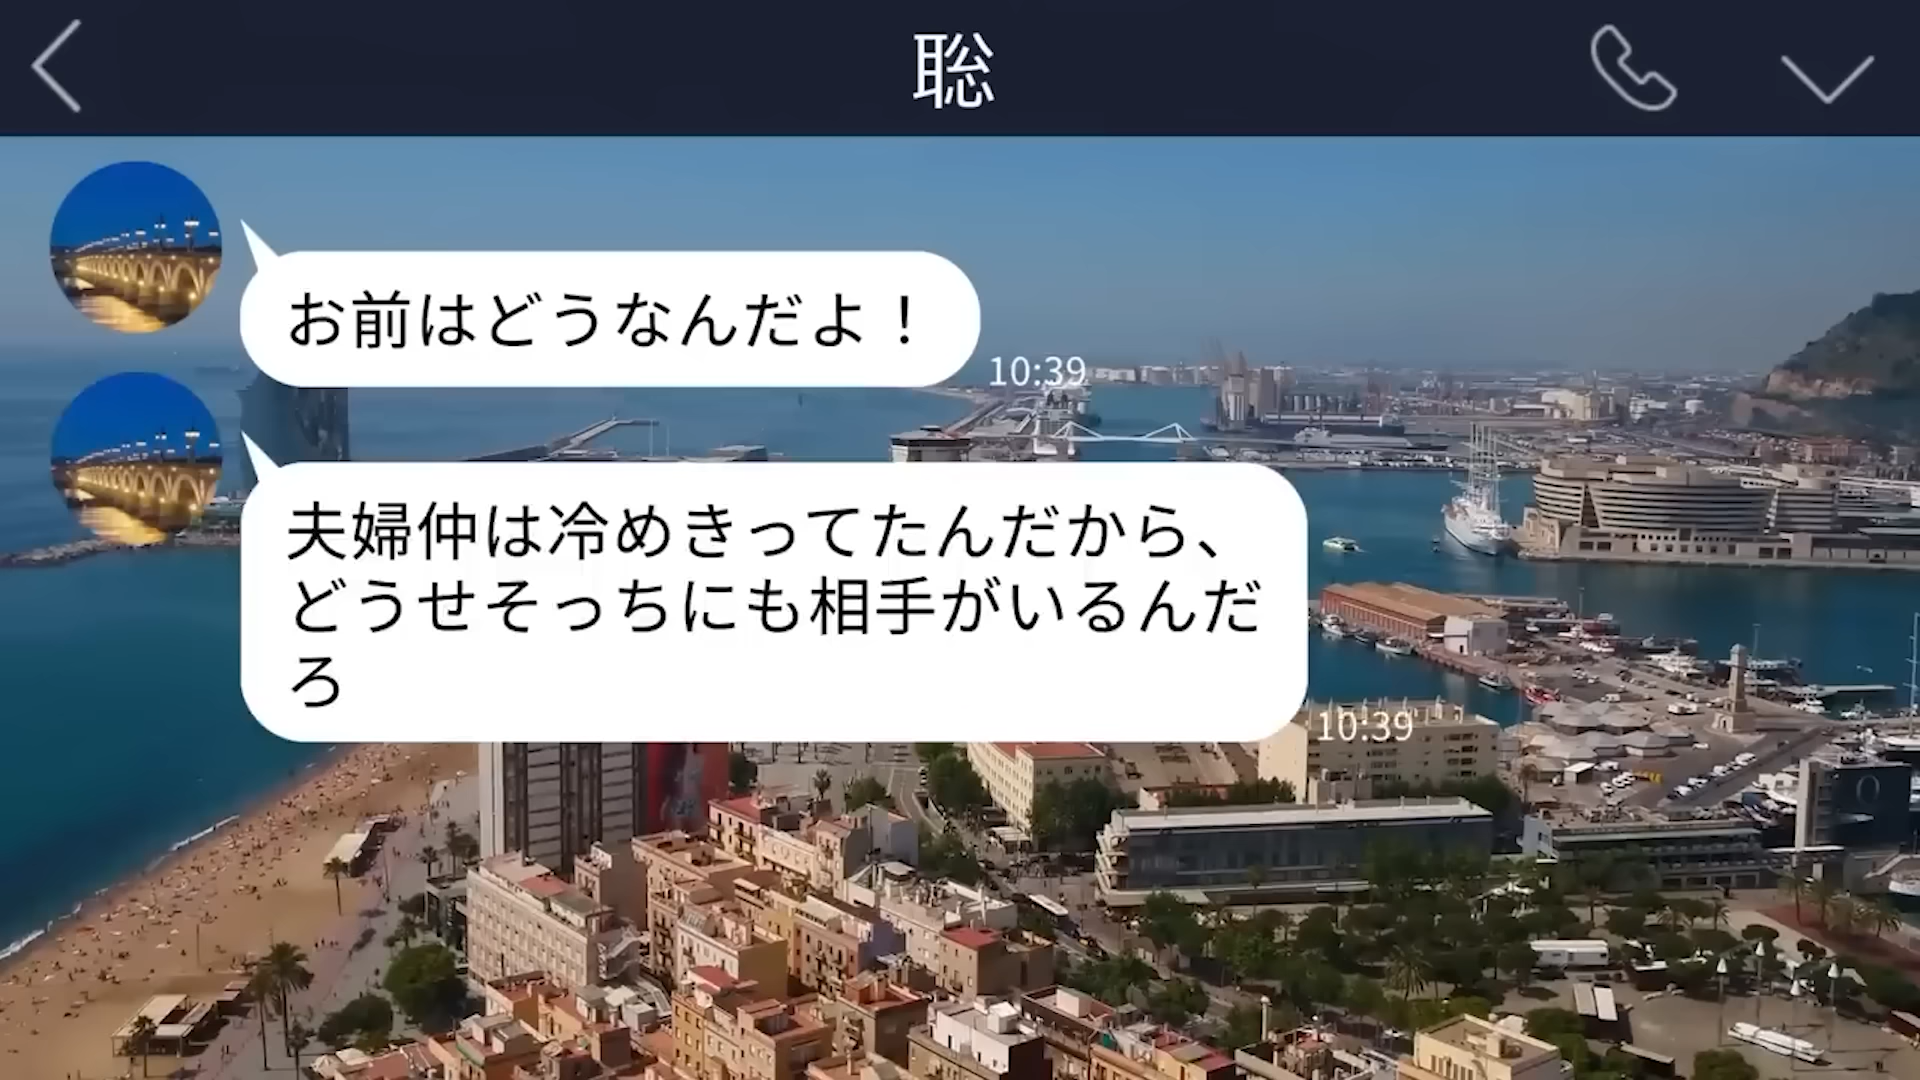 聡
お前はどうなんだよ！
10:39
夫婦仲は冷めきってたんだから、
どうせそっちにも相手がいるんだ
ろ
10:39